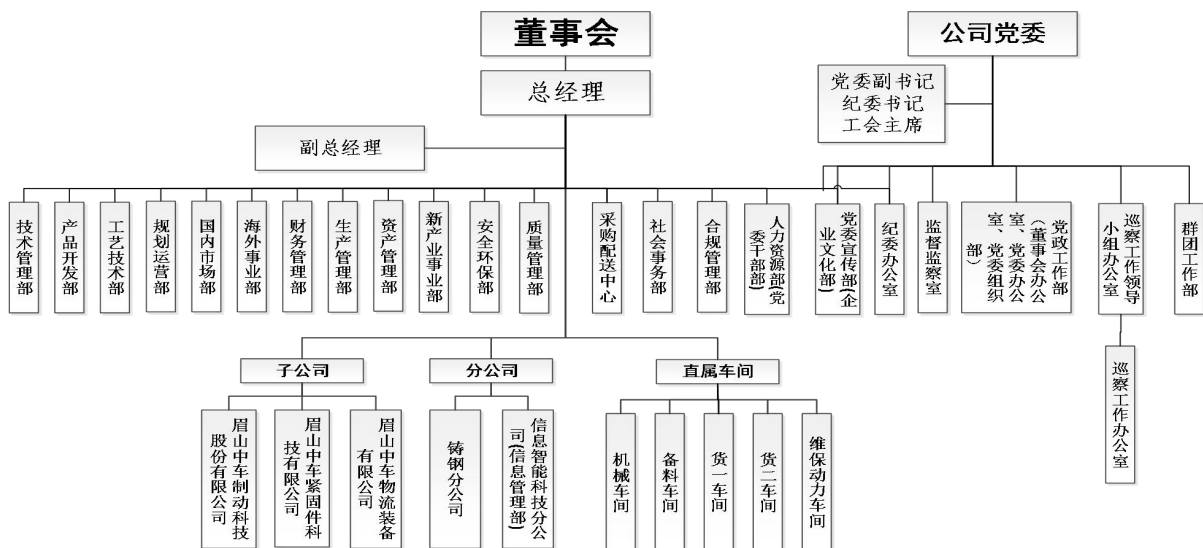 董事会
公司党委
总经理
党委副书记
纪委书记
工会主席
副总经理
技术管理部
产品开发部
工艺技术部
规划运营部
国内市场部
海外事业部
财务管理部
生产管理部
资产管理部
新产业事业部
安全环保部
质量管理部
采购配送中心
社会事务部
合规管理部
人力资源部(党
委干部部)
党委宣传部(企
业文化部)
纪委办公室
监督监察室
党政工作部
（董事会办公
室、党委办公
室、党委组织
部）
巡察工作领导
小组办公室
群团工作部
巡察工作办公室
子公司
分公司
直属车间
眉山中车制动科技
股份有限公司
眉山中车紧固件科
技有限公司
眉山中车物流装备
有限公司
铸钢分公司
信息智能科技分公
司(信息管理部)
机械车间
备料车间
货一车间
货二车间
维保动力车间